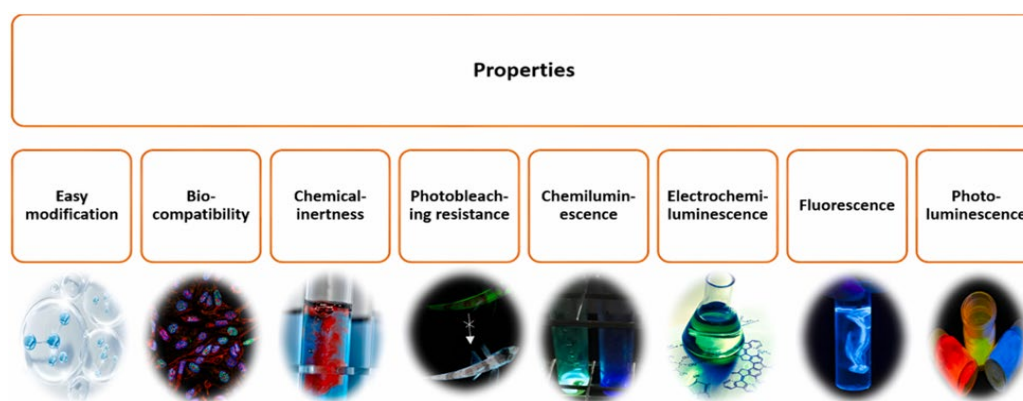 Properties
Easy
modification
Bio-
compatibility
Chemical-
inertness
Photobleach-
ing resistance
Chemilumin-
escence
Electrochemi-
luminescence
Fluorescence
Photo-
luminescence